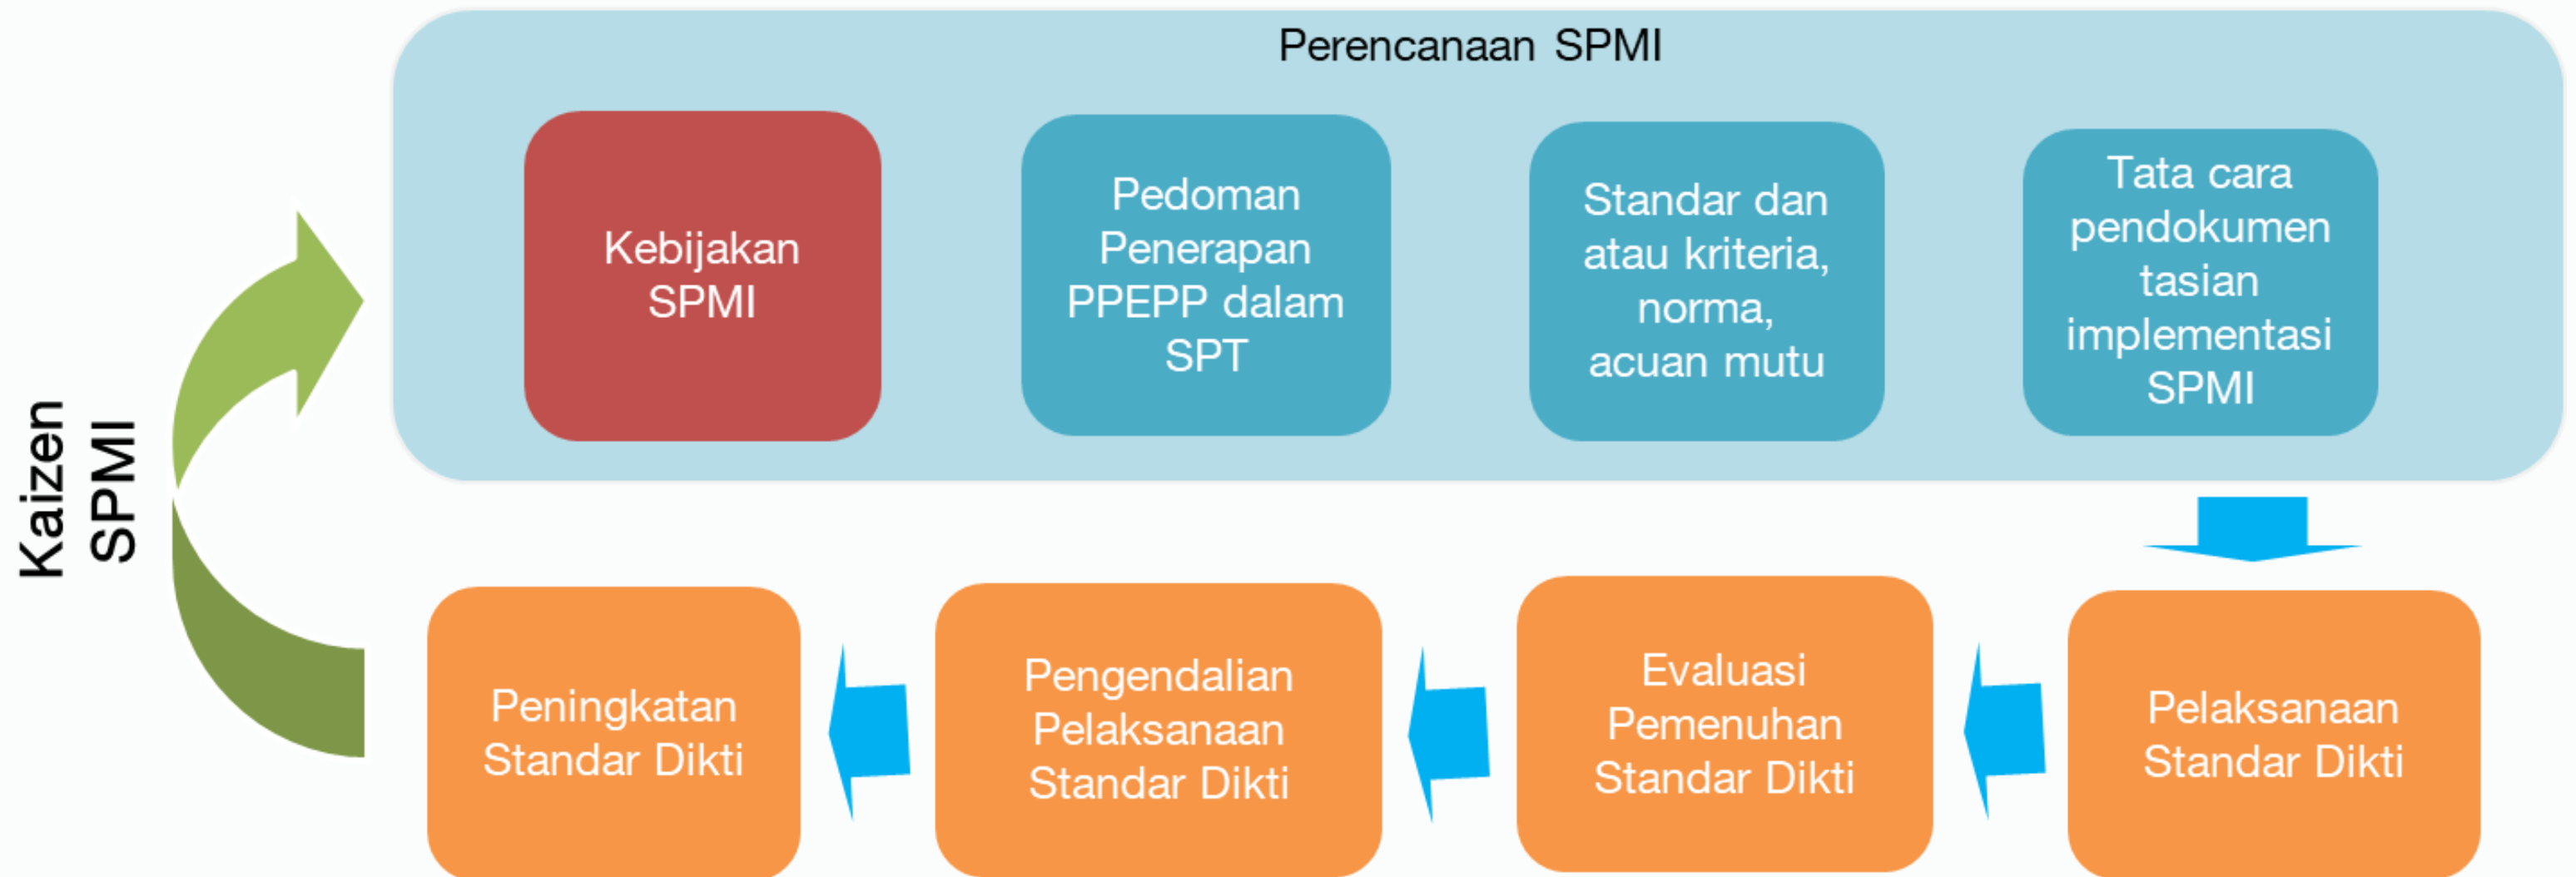 Perencanaan SPMI
Kebijakan
SPMI
Pedoman
Penerapan
PPEPP dalam
SPT
Standar dan
atau kriteria,
norma,
acuan mutu
Tata cara
pendokumen
tasian
implementasi
SPMI
Kaizen
SPMI
Peningkatan
Standar Dikti
Pengendalian
Pelaksanaan
Standar Dikti
Evaluasi
Pemenuhan
Standar Dikti
Pelaksanaan
Standar Dikti